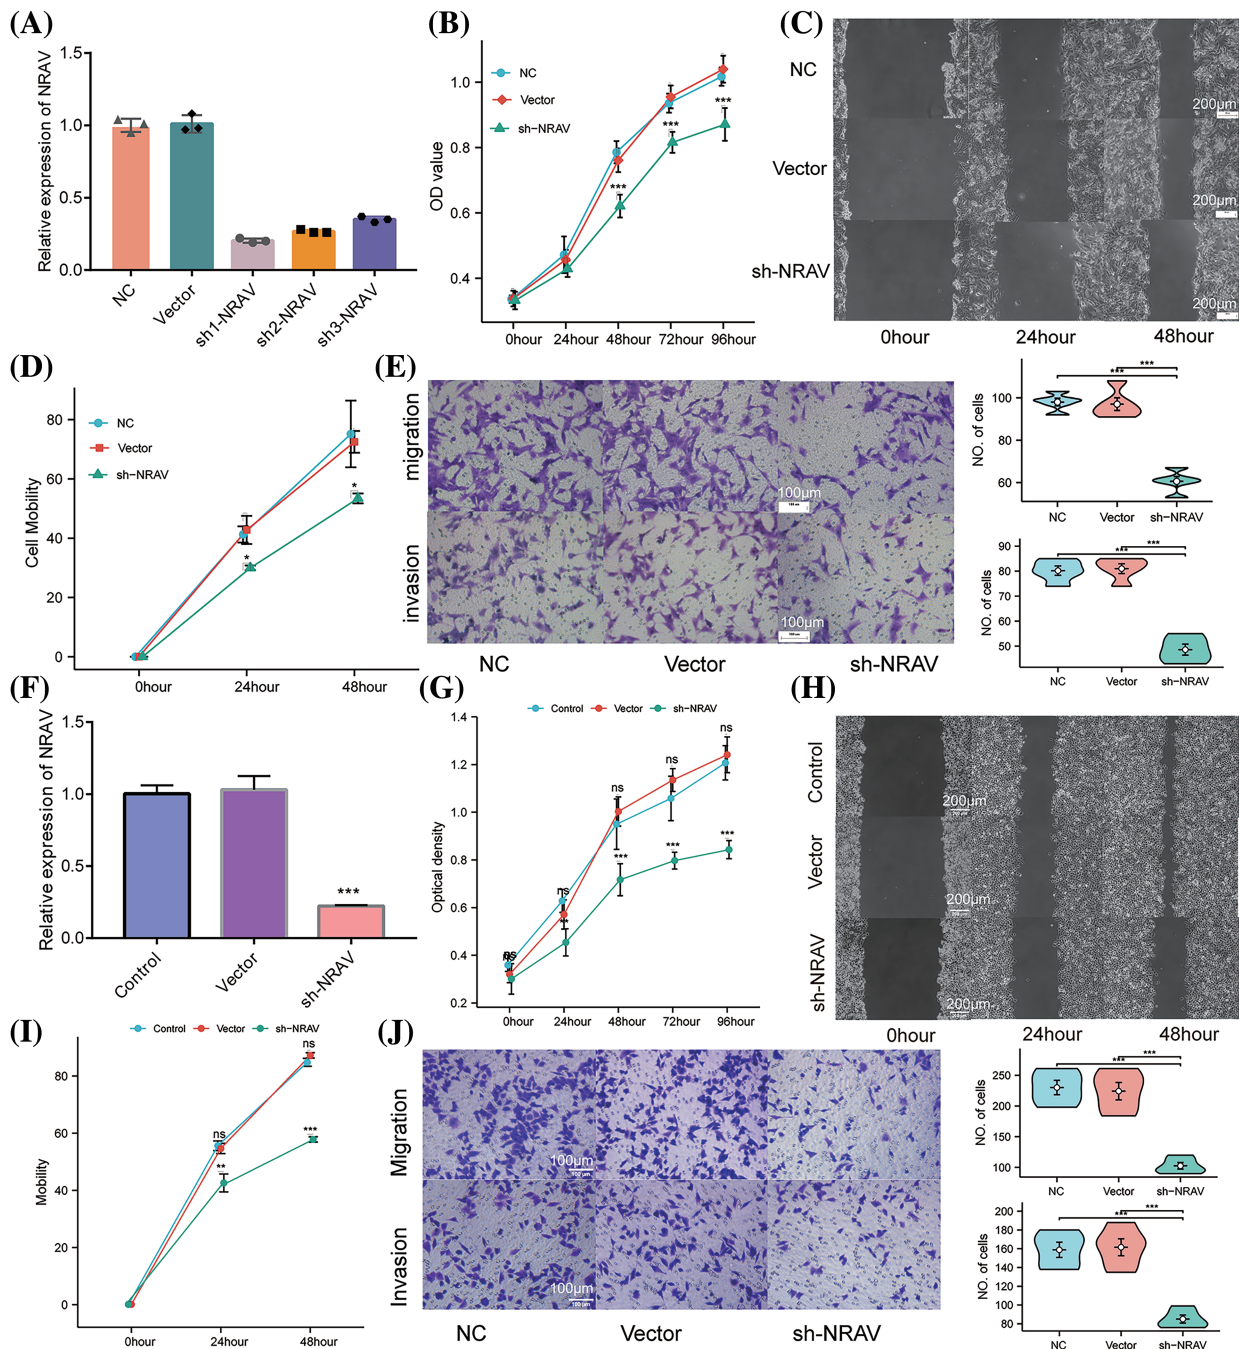 (A)
Relative expression of NRAV
1.5
1.0
0.5
0.0
NC
Vector
sh1-NRAV
sh2-NRAV
sh3-NRAV
(B)
OD value
1.0
0.8
0.6
0.4
NC
Vector
sh-NRAV
***
***
***
0hour
24hour
48hour
72hour
96hour
(C)
NC
Vector
sh-NRAV
200μm
200μm
200μm
0hour
24hour
48hour
(D)
Cell Mobility
80
60
40
20
0
NC
Vector
sh-NRAV
*
*
0hour
24hour
48hour
(E)
migration
invasion
100μm
100μm
NC
Vector
sh-NRAV
NO. of cells
100
80
60
***
***
NC
Vector
sh-NRAV
NO. of cells
90
80
70
60
50
***
***
NC
Vector
sh-NRAV
(F)
Relative expression of NRAV
1.5
1.0
0.5
0.0
***
Control
Vector
sh-NRAV
(G)
Control
Vector
sh-NRAV
Optical density
1.4
1.2
1.0
0.8
0.6
0.4
0.2
ns
ns
ns
ns
ns
ns
**
***
***
***
0hour
24hour
48hour
72hour
96hour
(H)
Control
Vector
sh-NRAV
200μm
200μm
200μm
0hour
24hour
48hour
(I)
Control
Vector
sh-NRAV
Mobility
80
60
40
20
0
ns
ns
**
***
0hour
24hour
48hour
(J)
Migration
Invasion
100μm
100 μm
100μm
100 μm
NC
Vector
sh-NRAV
NO. of cells
250
200
150
100
***
***
NC
Vector
sh-NRAV
NO. of cells
200
180
160
140
120
100
80
***
***
NC
Vector
sh-NRAV